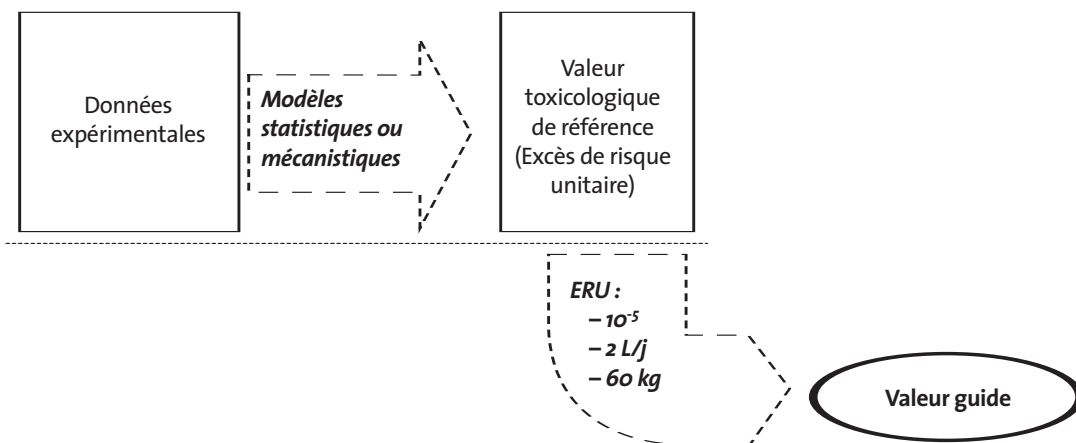 Données
expérimentales
Modèles
statistiques ou
mécanistiques
Valeur
toxicologique
de référence
(Excès de risque
unitaire)
ERU :
– 10⁻⁵
– 2 L/j
– 60 kg
Valeur guide